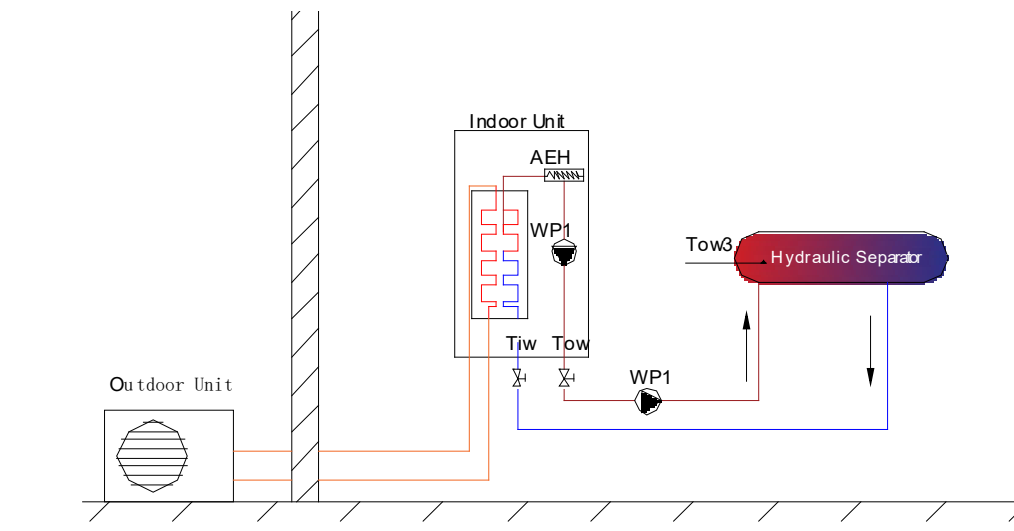 Indoor Unit
AEH
WP1
Tow3
Hydraulic Separator
Tiw
Tow
WP1
Outdoor Unit